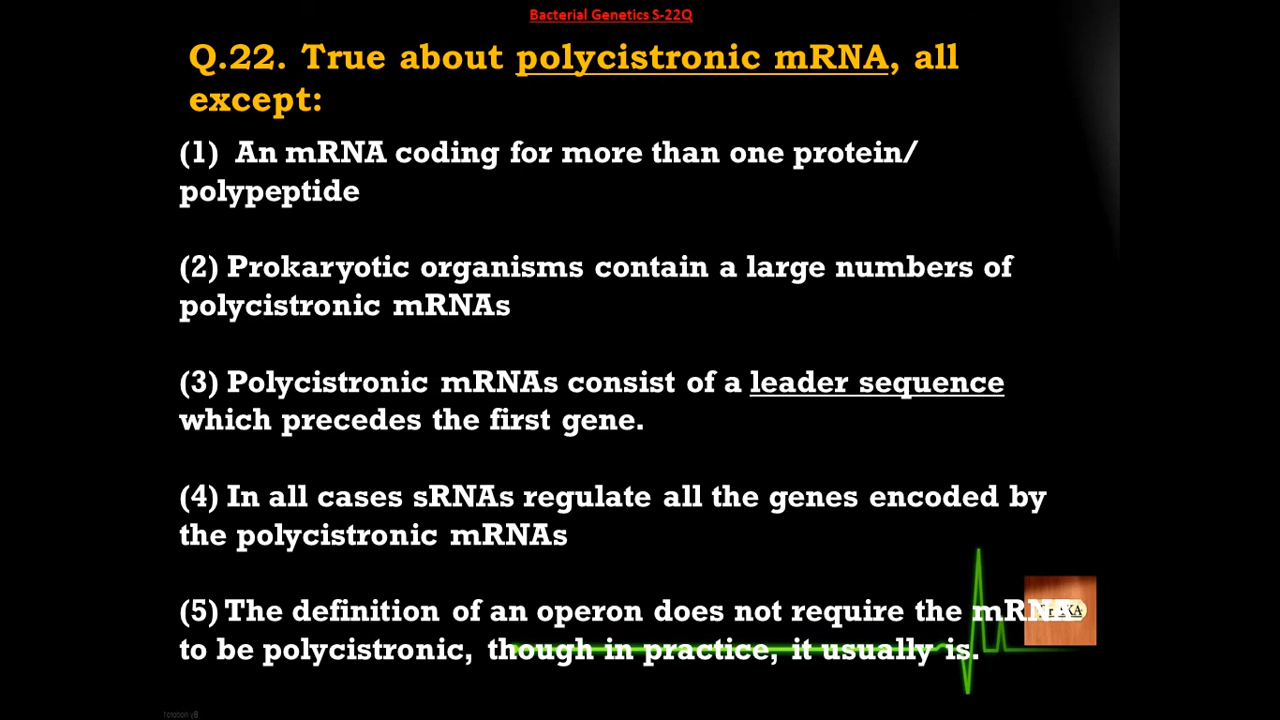 Bacterial Genetics S-22Q
Q.22. True about polycistronic mRNA, all
except:
(1) An mRNA coding for more than one protein/
polypeptide
(2) Prokaryotic organisms contain a large numbers of
polycistronic mRNAs
(3) Polycistronic mRNAs consist of a leader sequence
which precedes the first gene.
(4) In all cases sRNAs regulate all the genes encoded by
the polycistronic mRNAs
(5) The definition of an operon does not require the mRNA
to be polycistronic, though in practice, it usually is.